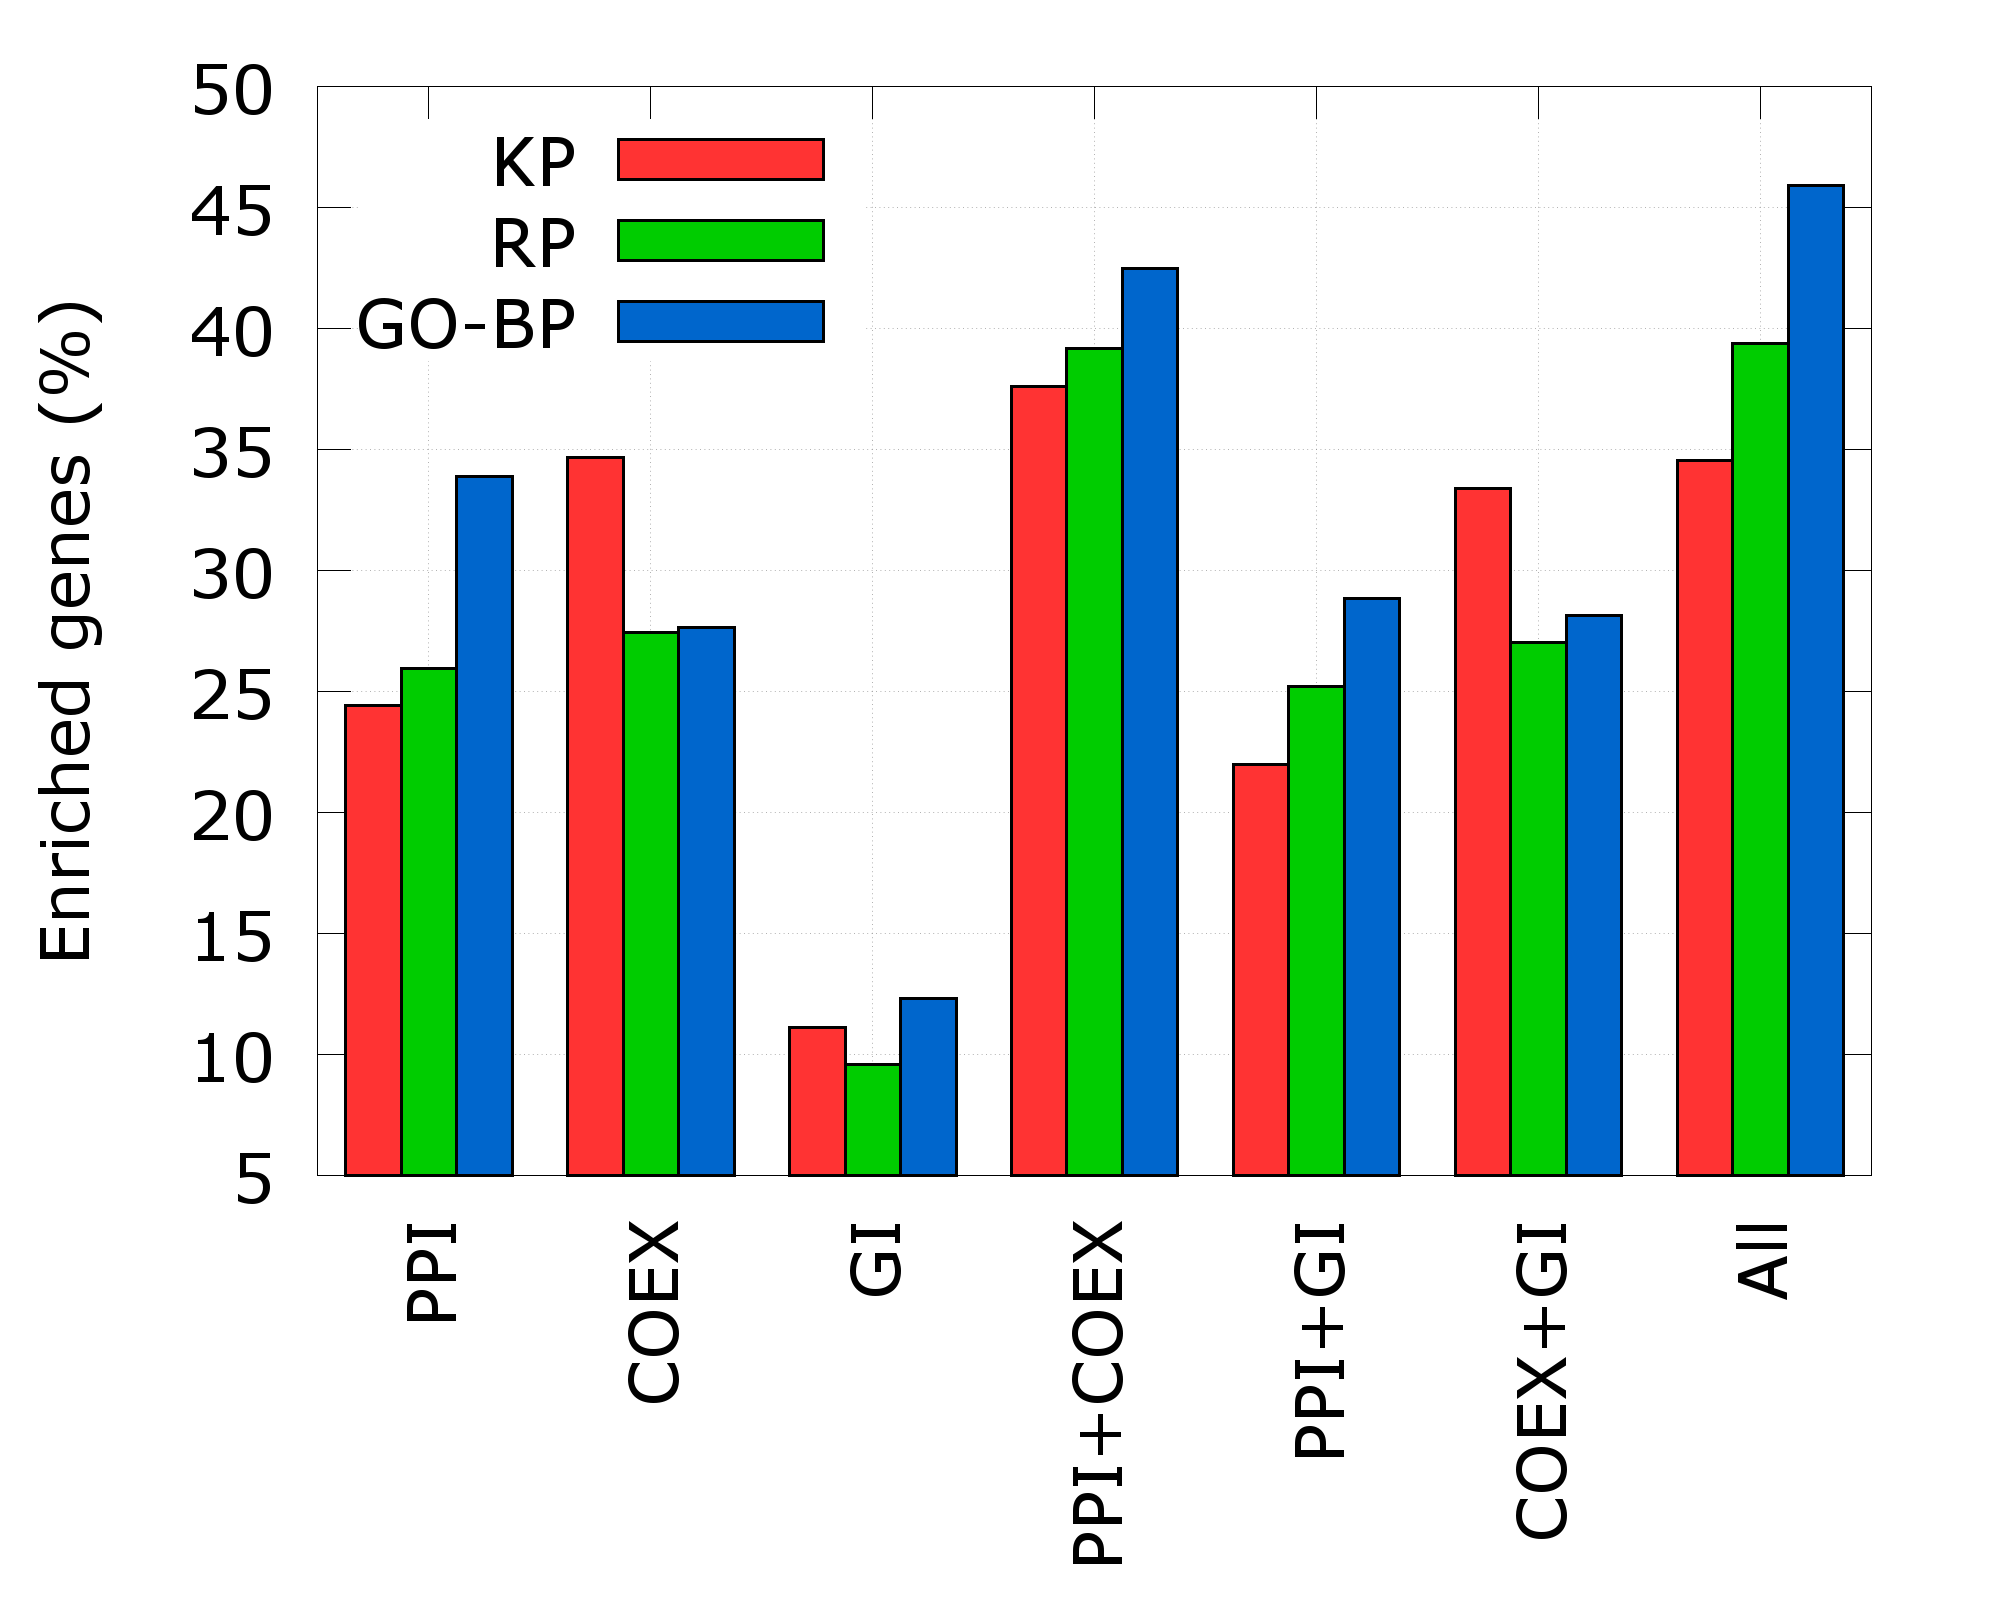 Enriched genes (%)
50
45
40
35
30
25
20
15
10
5
KP
RP
GO-BP
PPI
COEX
GI
PPI+COEX
PPI+GI
COEX+GI
All